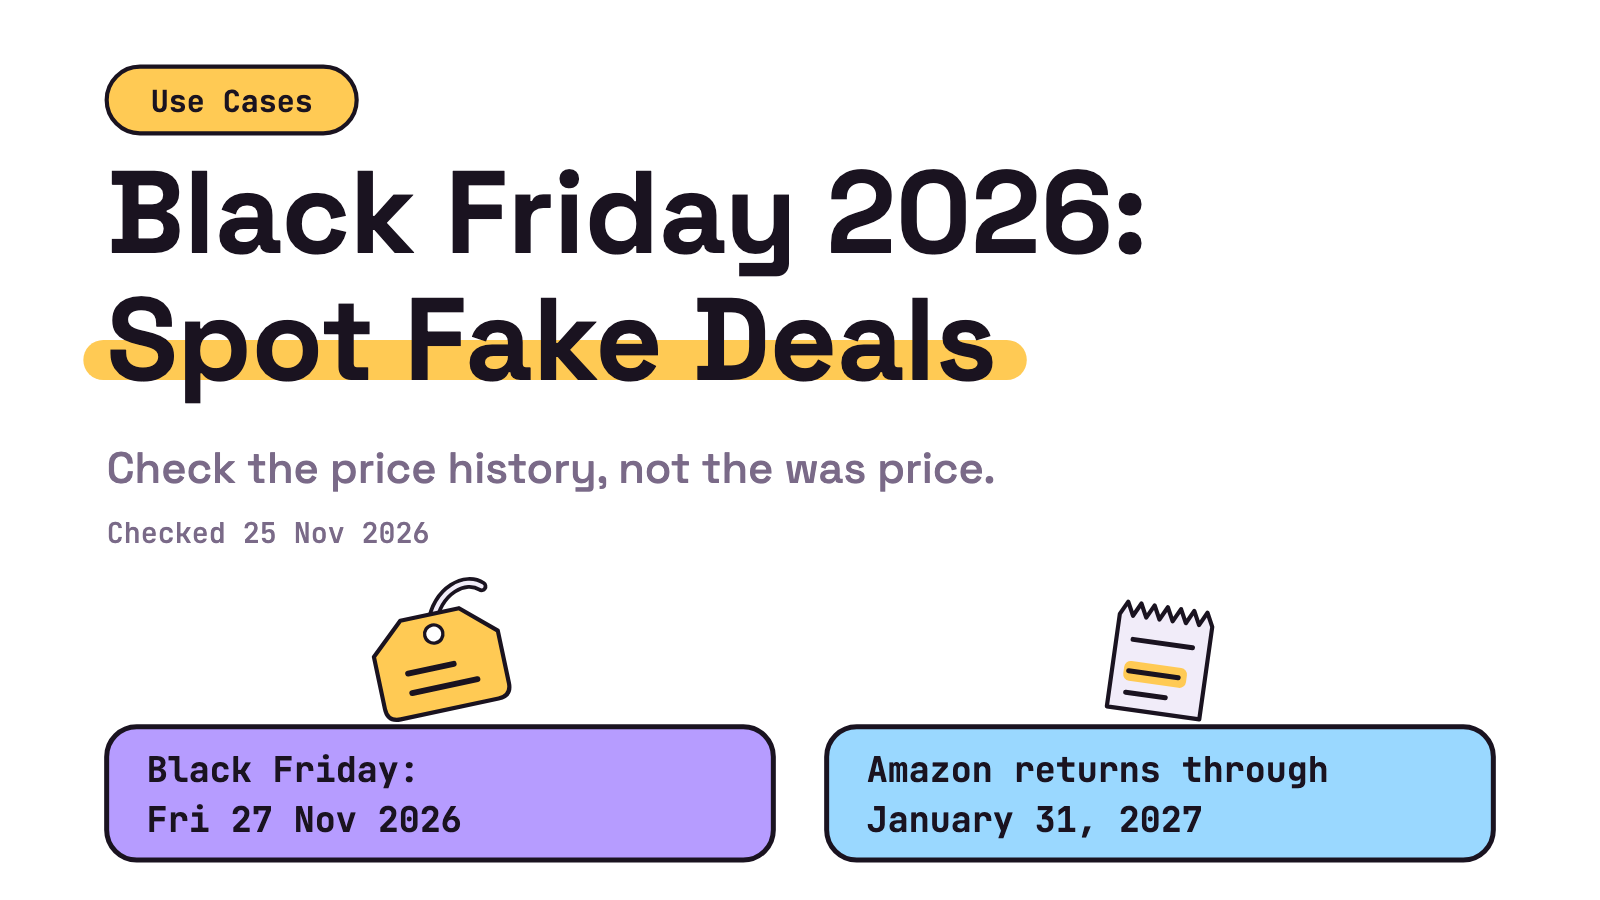 Use Cases
Black Friday 2026:
Spot Fake Deals
Check the price history, not the was price.
Checked 25 Nov 2026
Black Friday:
Fri 27 Nov 2026
Amazon returns through
January 31, 2027